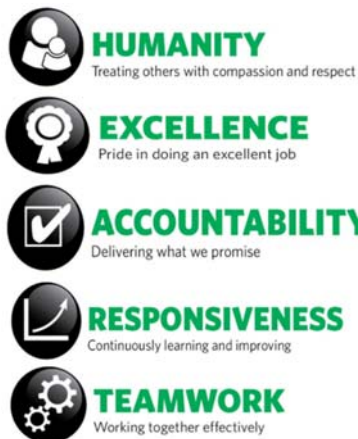 HUMANITY
Treating others with compassion and respect
EXCELLENCE
Pride in doing an excellent job
ACCOUNTABILITY
Delivering what we promise
RESPONSIVENESS
Continuously learning and improving
TEAMWORK
Working together effectively